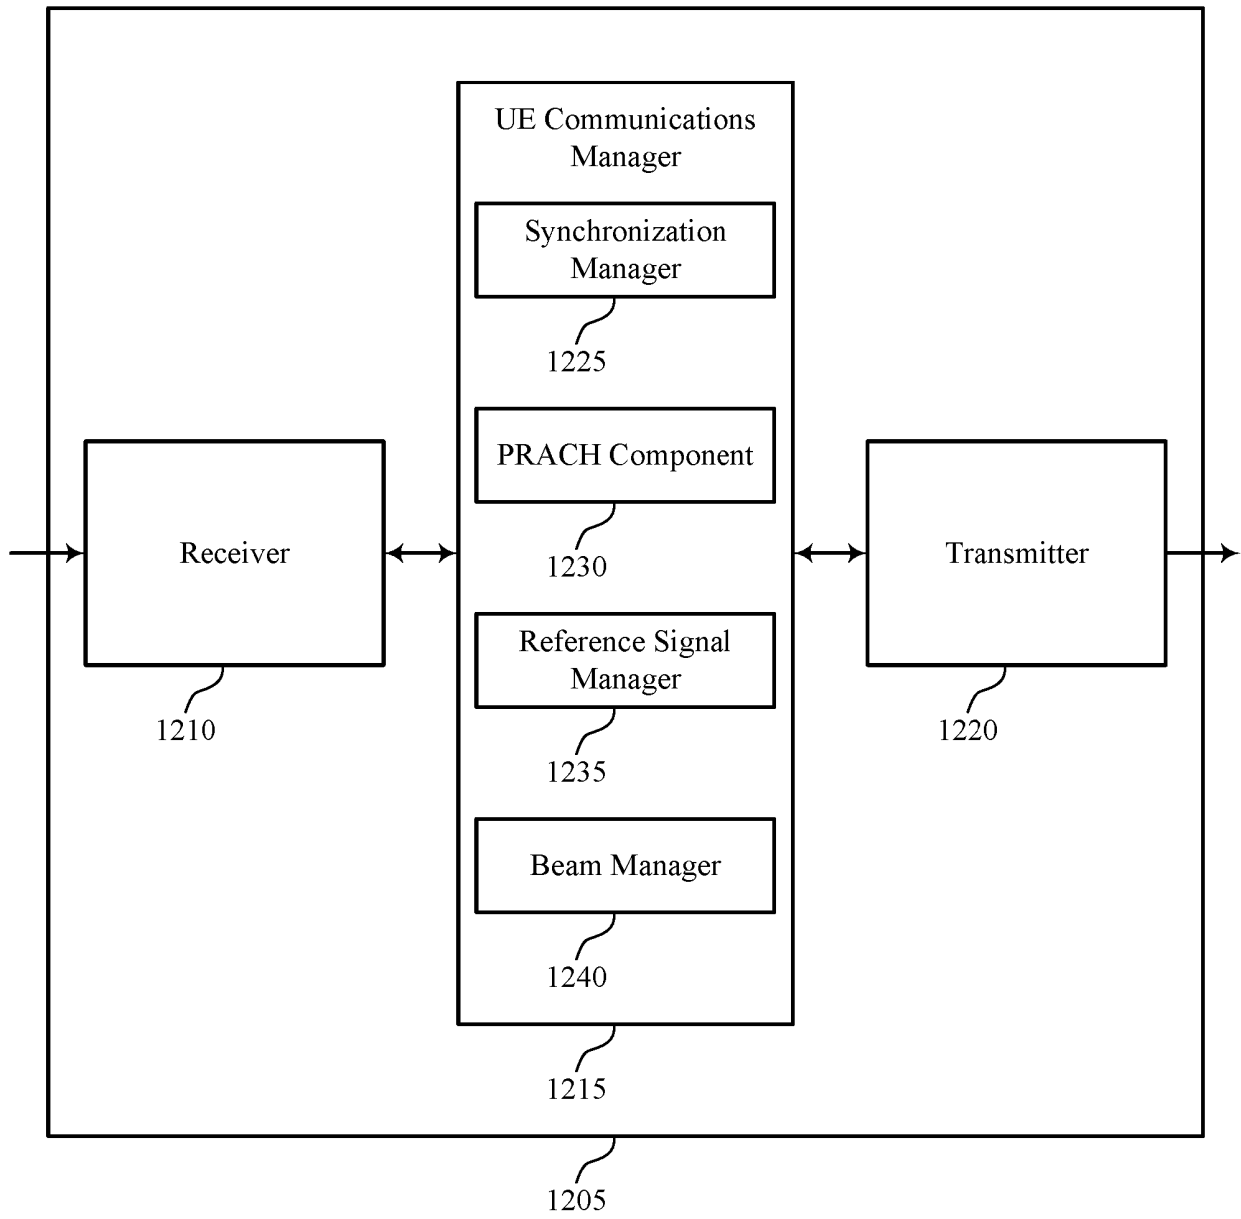 UE Communications
Manager
Synchronization
Manager
1225
PRACH Component
1230
Reference Signal
Manager
1235
Beam Manager
1240
1215
Receiver
1210
Transmitter
1220
1205